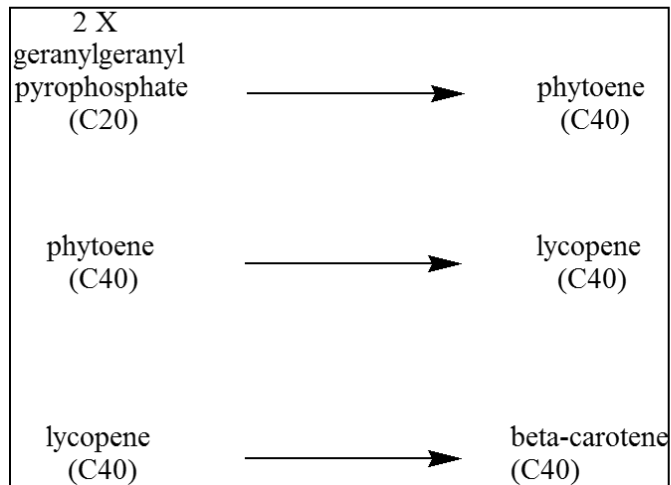 2 X
geranylgeranyl
pyrophosphate
(C20)
phytoene
(C40)
phytoene
(C40)
lycopene
(C40)
lycopene
(C40)
beta-carotene
(C40)